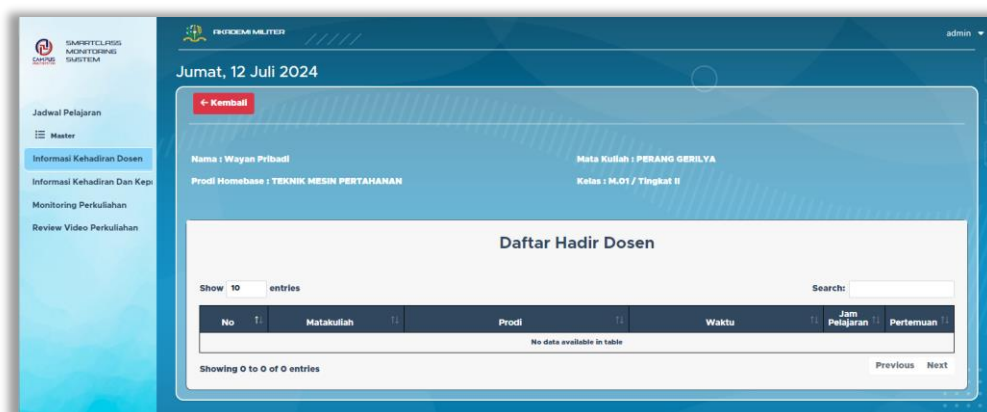 SMARTCLASS
MONITORING
SYSTEM
CAMPUS
AKADEMI MILITER
admin
Jumat, 12 Juli 2024
Jadwal Pelajaran
Master
Informasi Kehadiran Dosen
Informasi Kehadiran Dan Kep
Monitoring Perkuliahan
Review Video Perkuliahan
← Kembali
Nama : Wayan Pribadi
Mata Kuliah : PERANG GERILYA
Prodi Homebase : TEKNIK MESIN PERTAHANAN
Kelas : M.01 / Tingkat II
Daftar Hadir Dosen
Show 10 entries
Search:
No Matakuliah Prodi Waktu Jam Pelajaran Pertemuan
No data available in table
Showing 0 to 0 of 0 entries
Previous Next